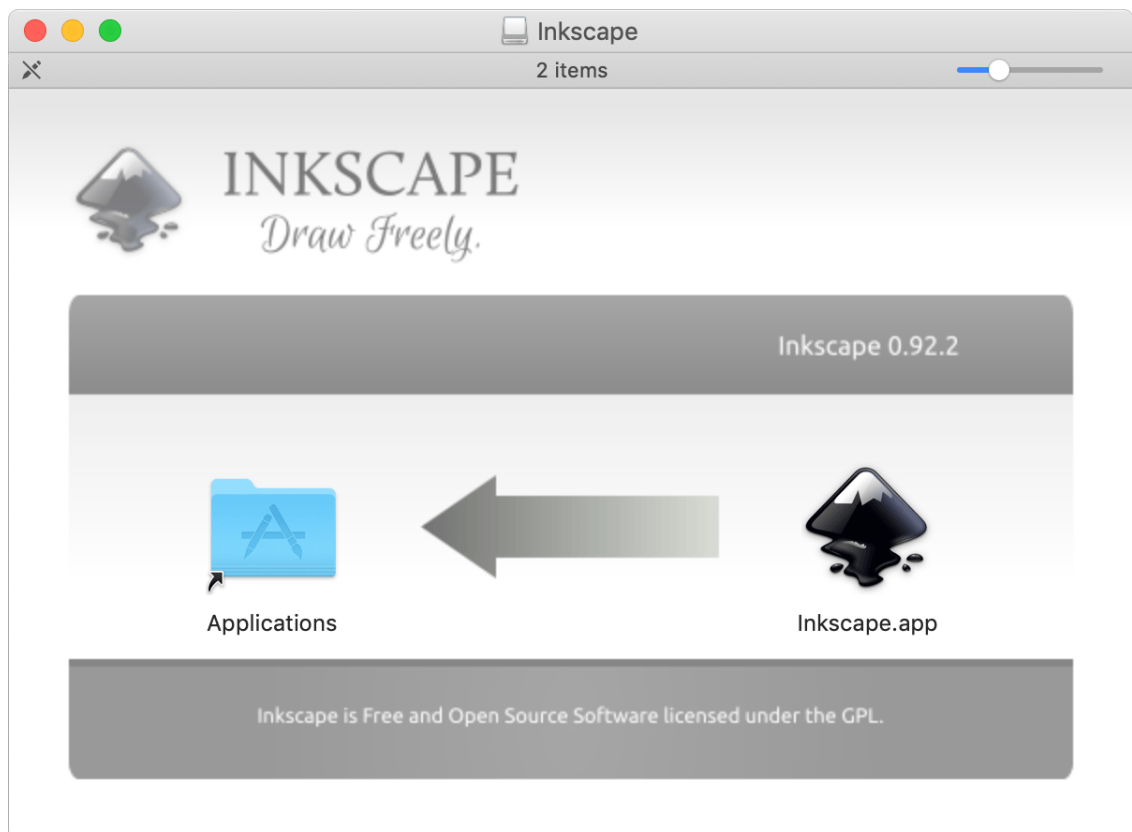 Inkscape
2 items
INKSCAPE
Draw Freely.
Inkscape 0.92.2
Applications
Inkscape.app
Inkscape is Free and Open Source Software licensed under the GPL.